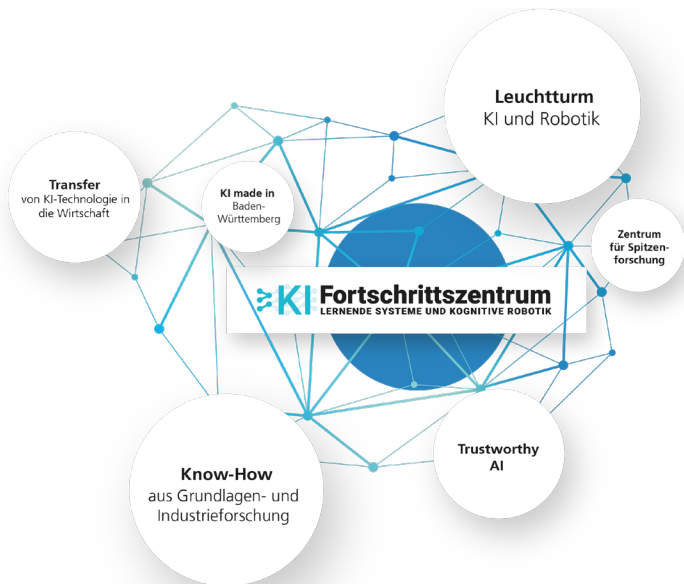 Leuchtturm
KI und Robotik
Transfer
von KI-Technologie in
die Wirtschaft
KI made in
Baden-
Württemberg
Zentrum
für Spitzen-
forschung
KI Fortschrittszentrum
LERNENDE SYSTEME UND KOGNITIVE ROBOTIK
Know-How
aus Grundlagen- und
Industrieforschung
Trustworthy
AI